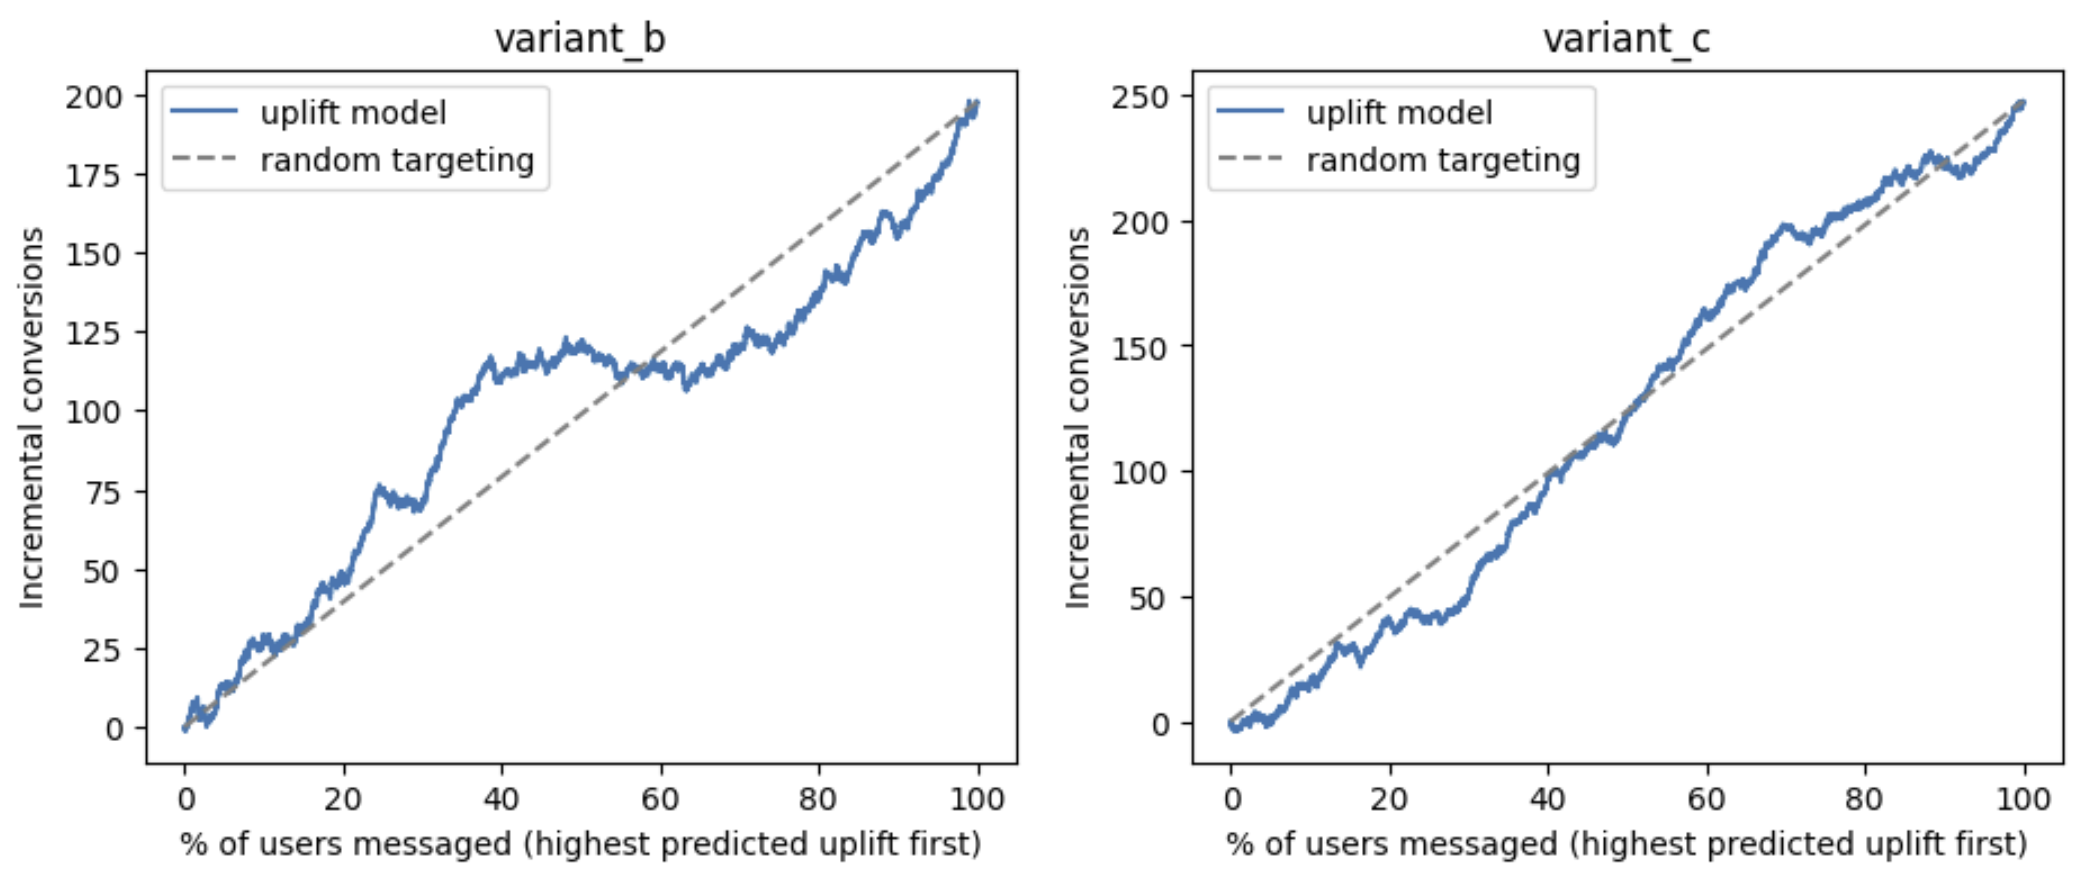 variant_b
uplift model
random targeting
200
175
150
125
100
75
50
25
0
Incremental conversions
0 20 40 60 80 100
% of users messaged (highest predicted uplift first)
variant_c
uplift model
random targeting
250
200
150
100
50
0
Incremental conversions
0 20 40 60 80 100
% of users messaged (highest predicted uplift first)